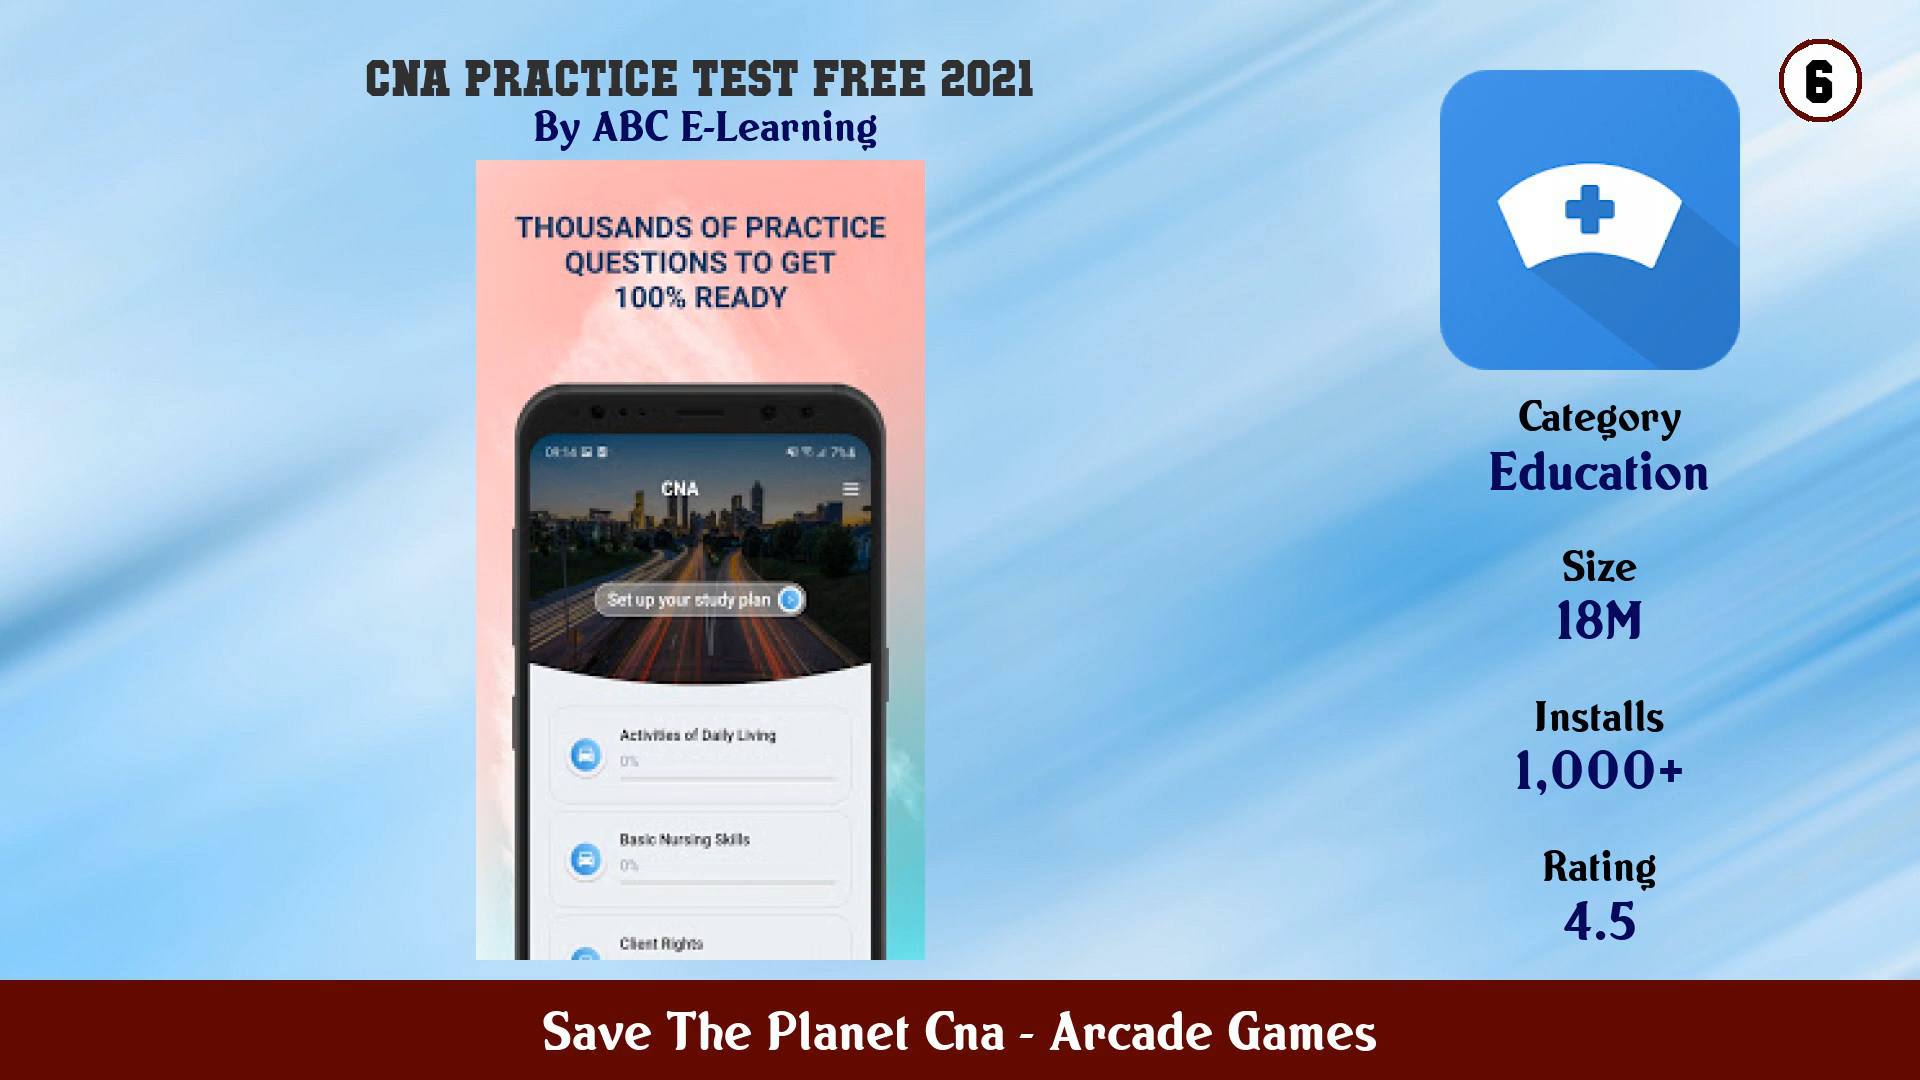 CNA PRACTICE TEST FREE 2021
By ABC E-Learning
6
THOUSANDS OF PRACTICE
QUESTIONS TO GET
100% READY
CNA
Set up your study plan
Activities of Daily Living
0%
Basic Nursing Skills
0%
Client Rights
Category
Education
Size
18M
Installs
1,000+
Rating
4.5
Save The Planet Cna - Arcade Games